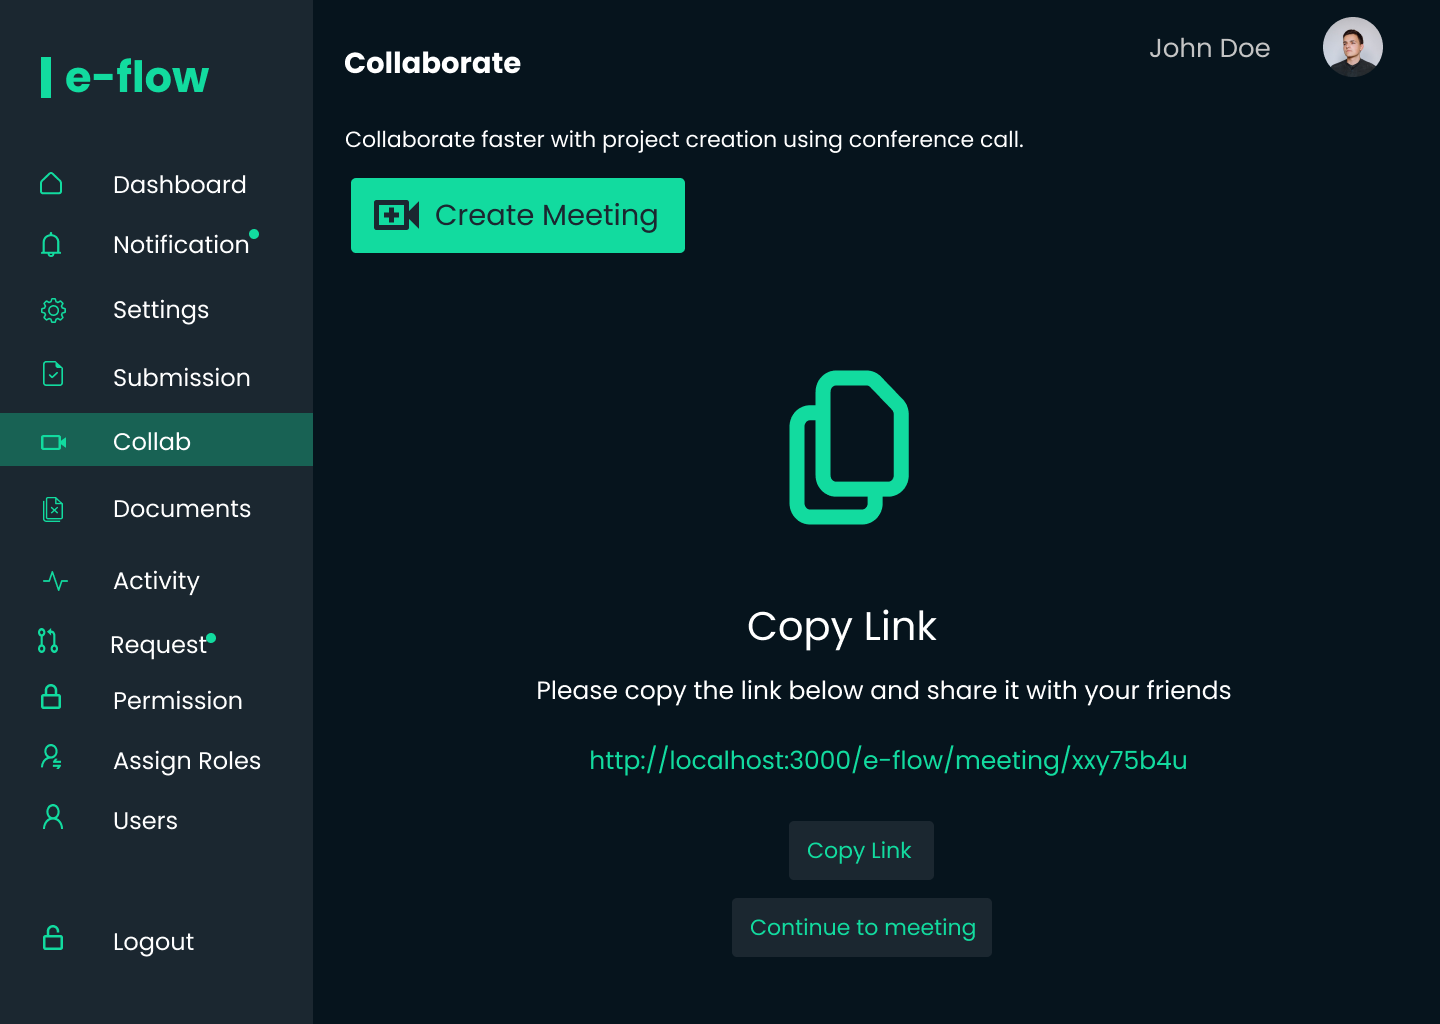 e-flow
Dashboard
Notification
Settings
Submission
Collab
Documents
Activity
Request
Permission
Assign Roles
Users
Logout
Collaborate
John Doe
Collaborate faster with project creation using conference call.
Create Meeting
Copy Link
Please copy the link below and share it with your friends
http://localhost:3000/e-flow/meeting/xxy75b4u
Copy Link
Continue to meeting